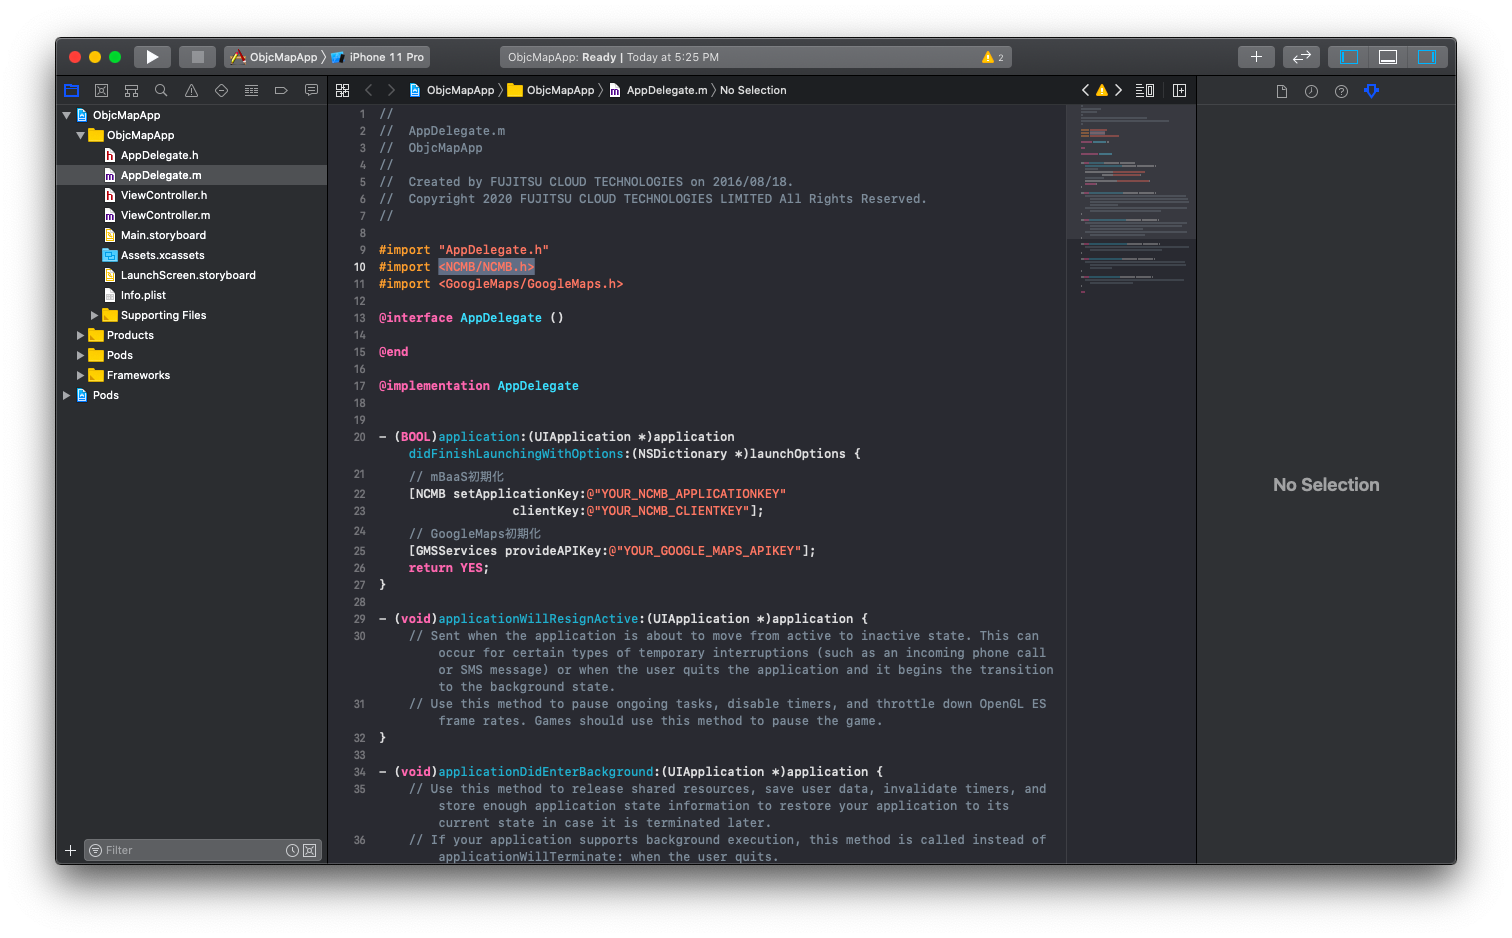 ObjcMapApp 〉 iPhone 11 Pro
ObjcMapApp: Ready | Today at 5:25 PM
2
ObjcMapApp
ObjcMapApp
AppDelegate.h
AppDelegate.m
ViewController.h
ViewController.m
Main.storyboard
Assets.xcassets
LaunchScreen.storyboard
Info.plist
Supporting Files
Products
Pods
Frameworks
Pods
Filter
ObjcMapApp 〉 ObjcMapApp 〉 AppDelegate.m 〉 No Selection
1 //
2 //  AppDelegate.m
3 //  ObjcMapApp
4 //
5 //  Created by FUJITSU CLOUD TECHNOLOGIES on 2016/08/18.
6 //  Copyright 2020 FUJITSU CLOUD TECHNOLOGIES LIMITED All Rights Reserved.
7 //
8
9 #import "AppDelegate.h"
10 #import <NCMB/NCMB.h>
11 #import <GoogleMaps/GoogleMaps.h>
12
13 @interface AppDelegate ()
14
15 @end
16
17 @implementation AppDelegate
18
19
20 - (BOOL)application:(UIApplication *)application
didFinishLaunchingWithOptions:(NSDictionary *)launchOptions {
21 // mBaaS初期化
22 [NCMB setApplicationKey:@"YOUR_NCMB_APPLICATIONKEY"
23 clientKey:@"YOUR_NCMB_CLIENTKEY"];
24 // GoogleMaps初期化
25 [GMSServices provideAPIKey:@"YOUR_GOOGLE_MAPS_APIKEY"];
26 return YES;
27 }
28
29 - (void)applicationWillResignActive:(UIApplication *)application {
30 // Sent when the application is about to move from active to inactive state. This can
occur for certain types of temporary interruptions (such as an incoming phone call
or SMS message) or when the user quits the application and it begins the transition
to the background state.
31 // Use this method to pause ongoing tasks, disable timers, and throttle down OpenGL ES
frame rates. Games should use this method to pause the game.
32 }
33
34 - (void)applicationDidEnterBackground:(UIApplication *)application {
35 // Use this method to release shared resources, save user data, invalidate timers, and
store enough application state information to restore your application to its
current state in case it is terminated later.
36 // If your application supports background execution, this method is called instead of
applicationWillTerminate: when the user quits.
No Selection